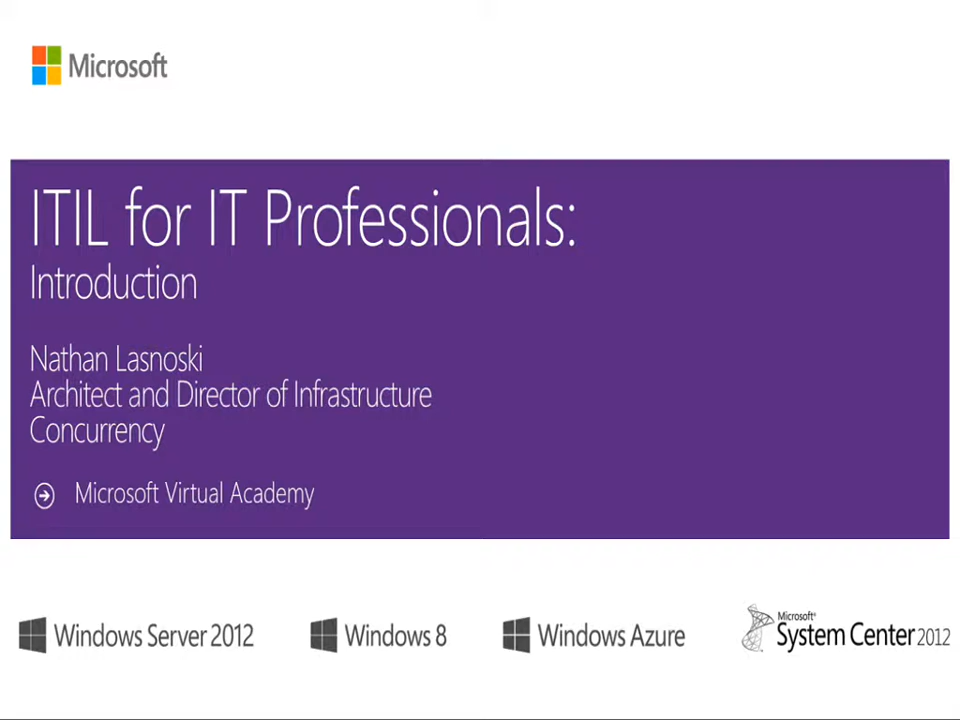 Microsoft
ITIL for IT Professionals:
Introduction
Nathan Lasnoski
Architect and Director of Infrastructure
Concurrency
Microsoft Virtual Academy
Windows Server 2012
Windows 8
Windows Azure
Microsoft®
System Center 2012